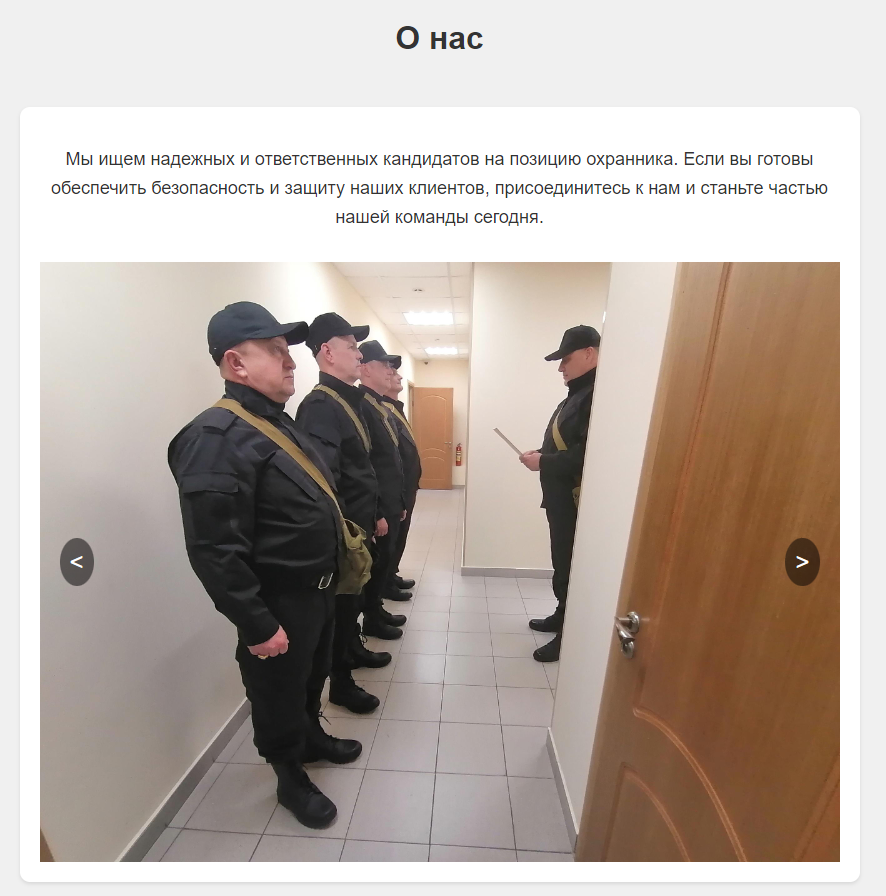 О нас
Мы ищем надежных и ответственных кандидатов на позицию охранника. Если вы готовы
обеспечить безопасность и защиту наших клиентов, присоединитесь к нам и станьте частью
нашей команды сегодня.
< >